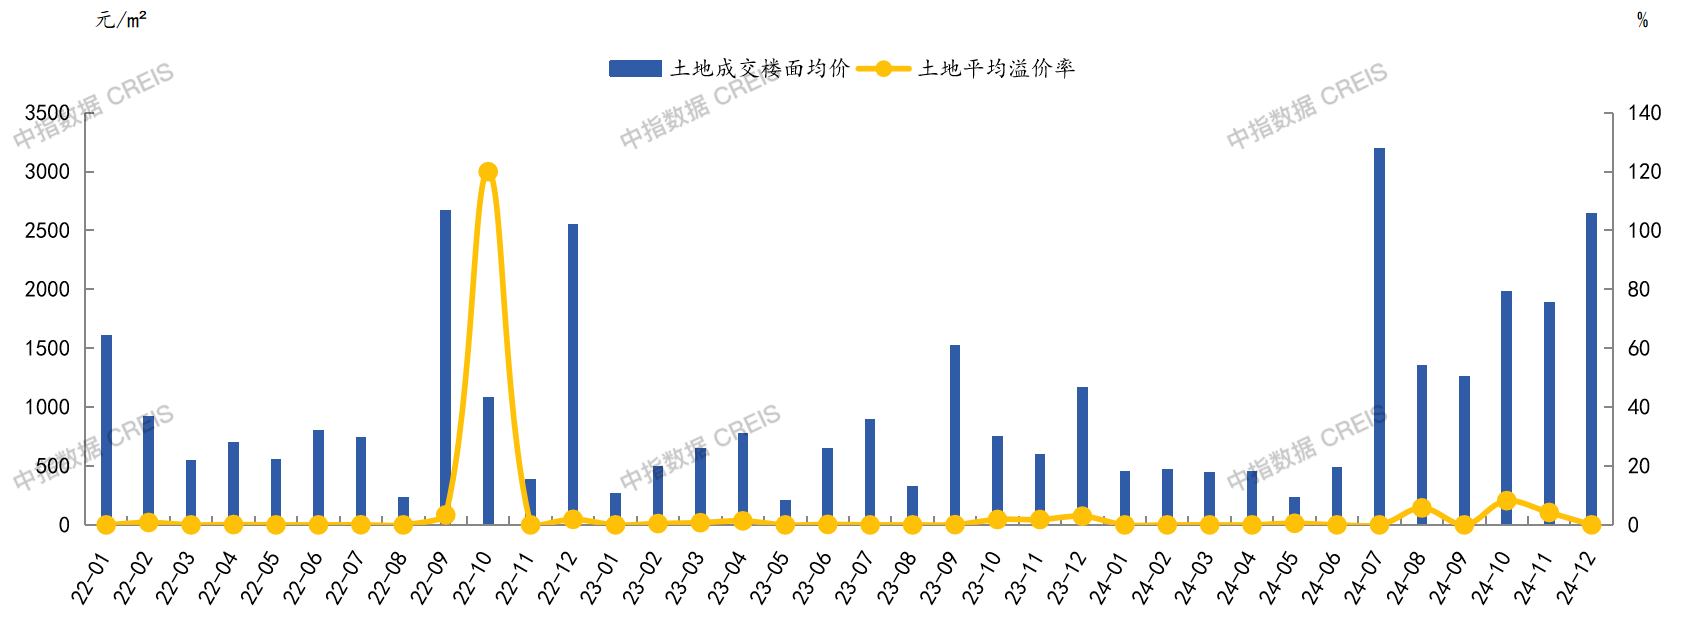 元/m² %
土地成交楼面均价 土地平均溢价率
中指数据 CREIS 中指数据 CREIS 中指数据 CREIS
3500 140
3000 120
2500 100
2000 80
1500 60
1000 40
中指数据 CREIS 中指数据 CREIS 中指数据 CREIS
500 20
0 0
22-01 22-02 22-03 22-04 22-05 22-06 22-07 22-08 22-09 22-10 22-11 22-12 23-01 23-02 23-03 23-04 23-05 23-06 23-07 23-08 23-09 23-10 23-11 23-12 24-01 24-02 24-03 24-04 24-05 24-06 24-07 24-08 24-09 24-10 24-11 24-12